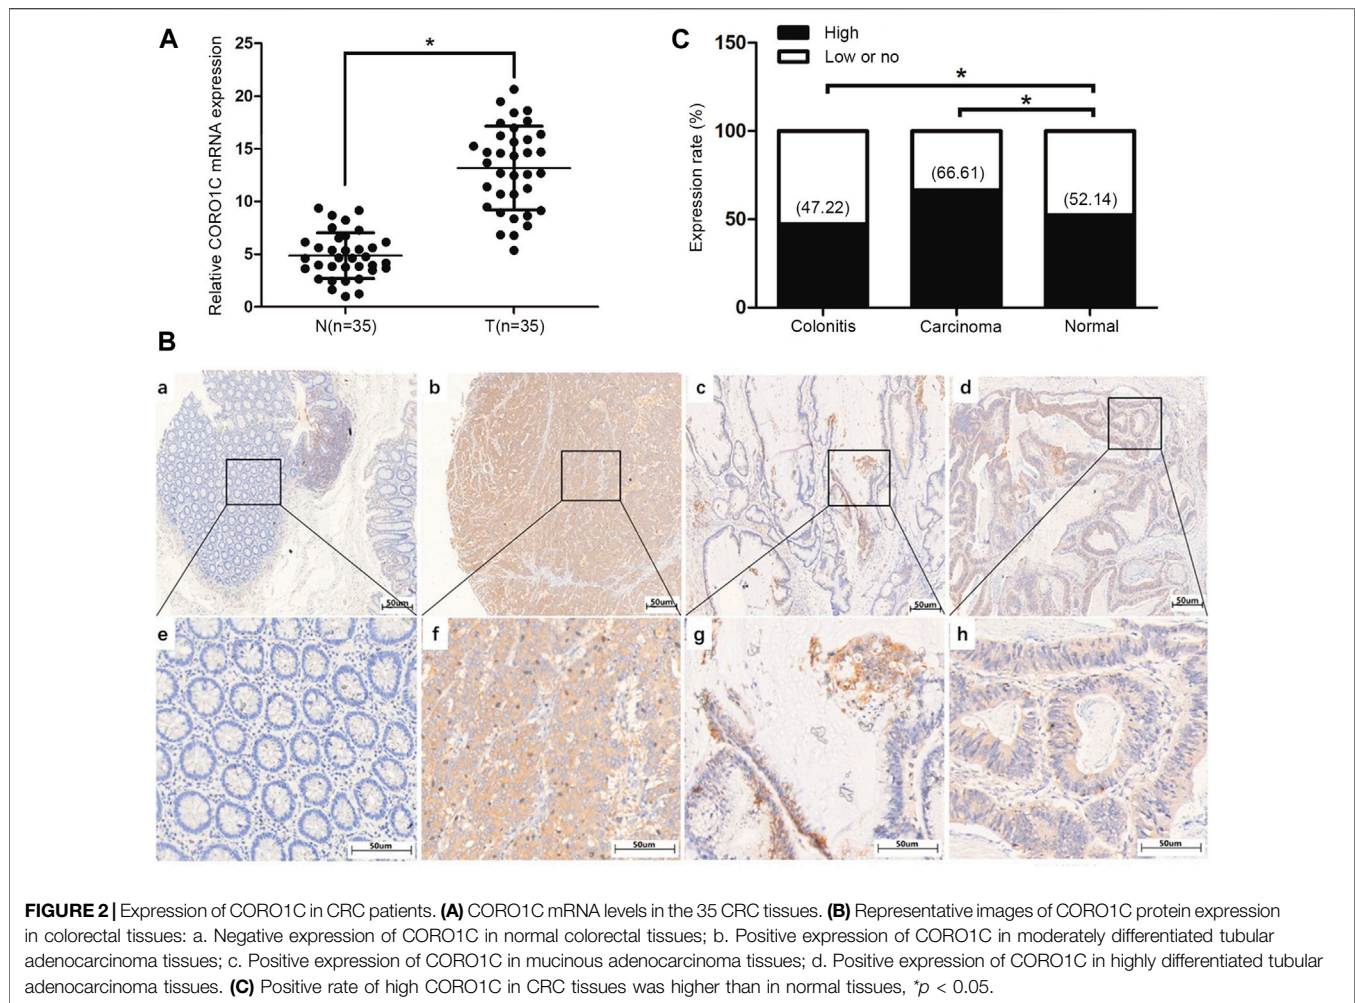 A
Relative CORO1C mRNA expression
25
20
15
10
5
0
*
N(n=35)
T(n=35)
C
Expression rate (%)
150
100
50
0
High
Low or no
*
*
(47.22)
(66.61)
(52.14)
Colonitis
Carcinoma
Normal
B
a
50um
b
50um
c
50um
d
50um
e
50um
f
50um
g
50um
h
50um
FIGURE 2 | Expression of CORO1C in CRC patients. (A) CORO1C mRNA levels in the 35 CRC tissues. (B) Representative images of CORO1C protein expression
in colorectal tissues: a. Negative expression of CORO1C in normal colorectal tissues; b. Positive expression of CORO1C in moderately differentiated tubular
adenocarcinoma tissues; c. Positive expression of CORO1C in mucinous adenocarcinoma tissues; d. Positive expression of CORO1C in highly differentiated tubular
adenocarcinoma tissues. (C) Positive rate of high CORO1C in CRC tissues was higher than in normal tissues, *p < 0.05.